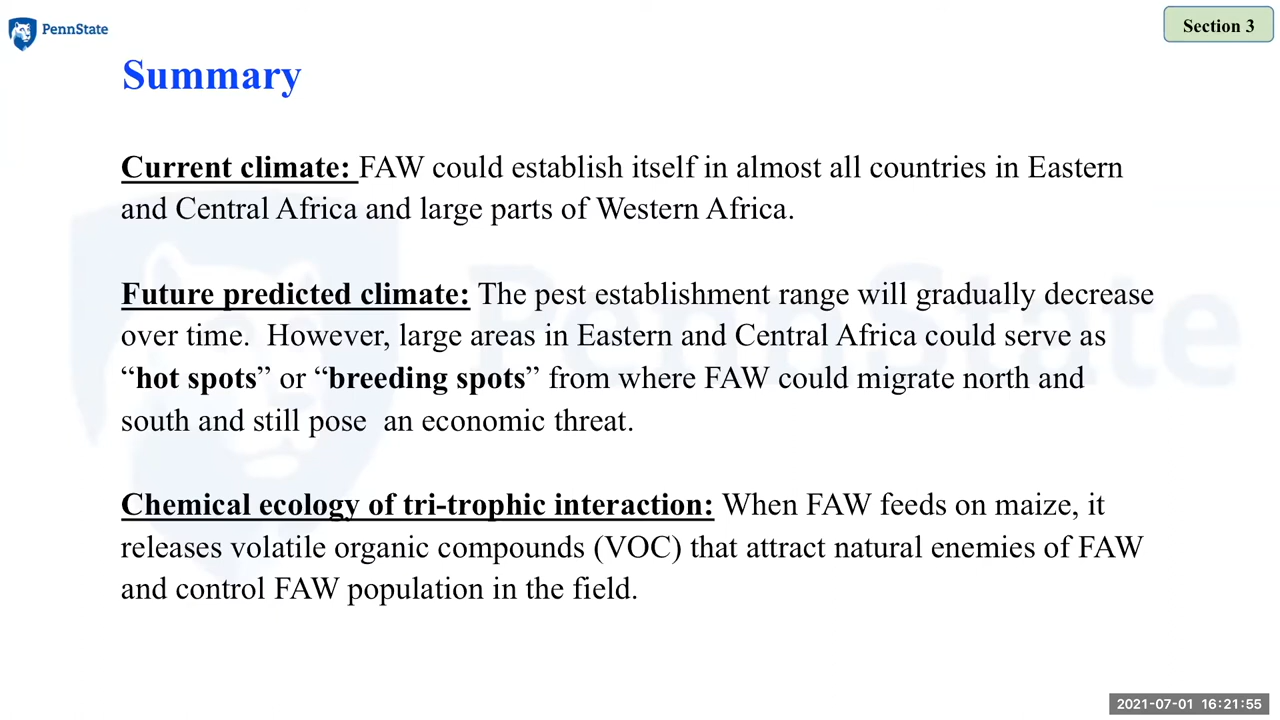 PennState
Section 3
Summary
Current climate: FAW could establish itself in almost all countries in Eastern
and Central Africa and large parts of Western Africa.
Future predicted climate: The pest establishment range will gradually decrease
over time.  However, large areas in Eastern and Central Africa could serve as
“hot spots” or “breeding spots” from where FAW could migrate north and
south and still pose  an economic threat.
Chemical ecology of tri-trophic interaction: When FAW feeds on maize, it
releases volatile organic compounds (VOC) that attract natural enemies of FAW
and control FAW population in the field.
PennState
2021-07-01 16:21:55